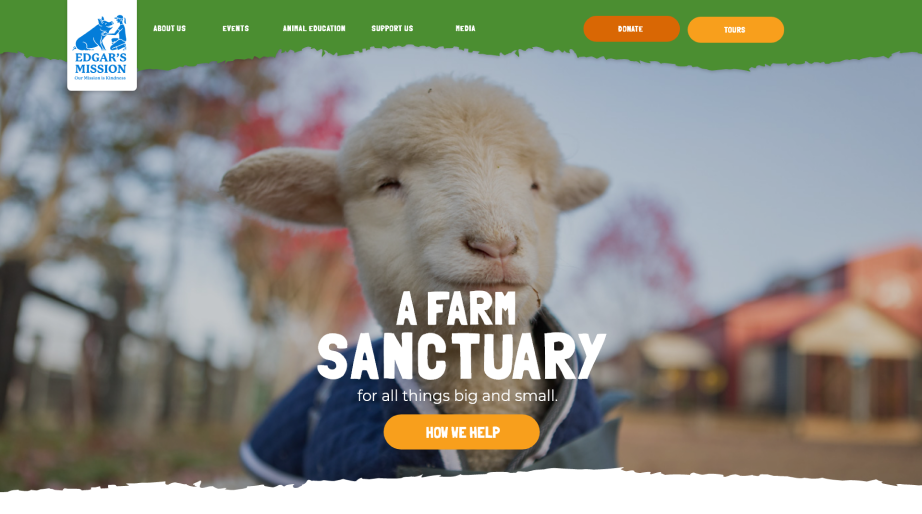 EDGAR'S
MISSION
Our Mission is Kindness
ABOUT US
EVENTS
ANIMAL EDUCATION
SUPPORT US
MEDIA
DONATE
TOURS
A FARM
SANCTUARY
for all things big and small.
HOW WE HELP